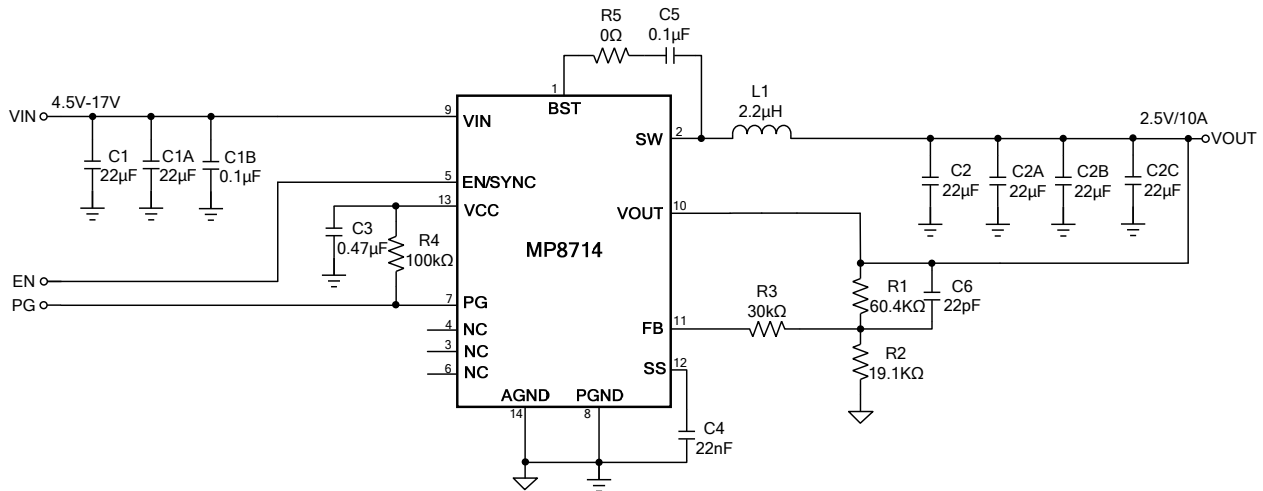 R5
0Ω
C5
0.1µF
1
BST
VIN
4.5V-17V
9
VIN
C1
22µF
C1A
22µF
C1B
0.1µF
SW
2
L1
2.2µH
2.5V/10A
VOUT
C2
22µF
C2A
22µF
C2B
22µF
C2C
22µF
5
EN/SYNC
13
VCC
C3
0.47µF
R4
100kΩ
VOUT
10
MP8714
EN
PG
7
PG
4
NC
3
NC
6
NC
R3
30kΩ
R1
60.4KΩ
C6
22pF
FB
11
R2
19.1KΩ
SS
12
AGND
14
PGND
8
C4
22nF